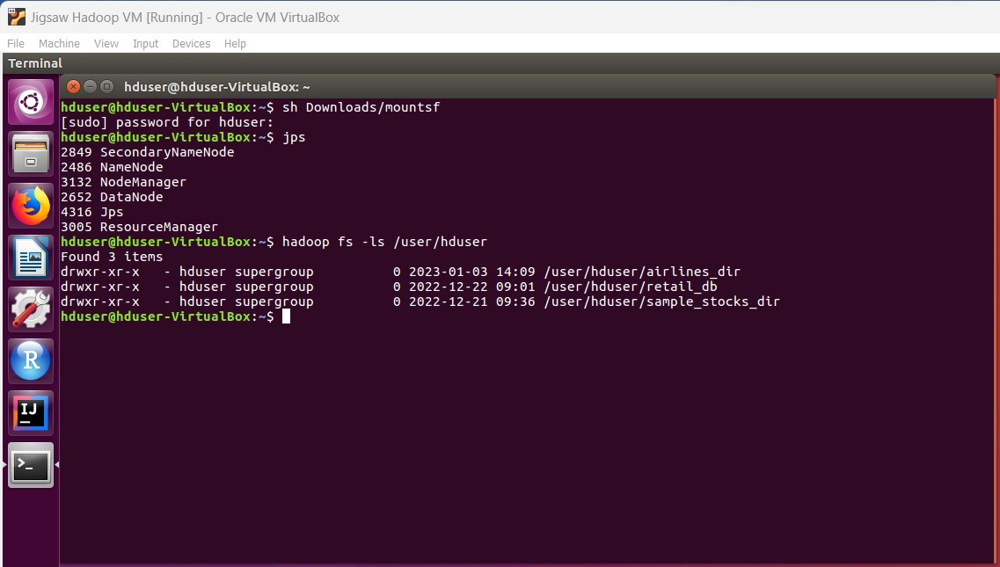 Jigsaw Hadoop VM [Running] - Oracle VM VirtualBox
File Machine View Input Devices Help
Terminal
hduser@hduser-VirtualBox: ~
hduser@hduser-VirtualBox:~$ sh Downloads/mountsf
[sudo] password for hduser:
hduser@hduser-VirtualBox:~$ jps
2849 SecondaryNameNode
2486 NameNode
3132 NodeManager
2652 DataNode
4316 Jps
3005 ResourceManager
hduser@hduser-VirtualBox:~$ hadoop fs -ls /user/hduser
Found 3 items
drwxr-xr-x   - hduser supergroup          0 2023-01-03 14:09 /user/hduser/airlines_dir
drwxr-xr-x   - hduser supergroup          0 2022-12-22 09:01 /user/hduser/retail_db
drwxr-xr-x   - hduser supergroup          0 2022-12-21 09:36 /user/hduser/sample_stocks_dir
hduser@hduser-VirtualBox:~$
R
IJ
>_